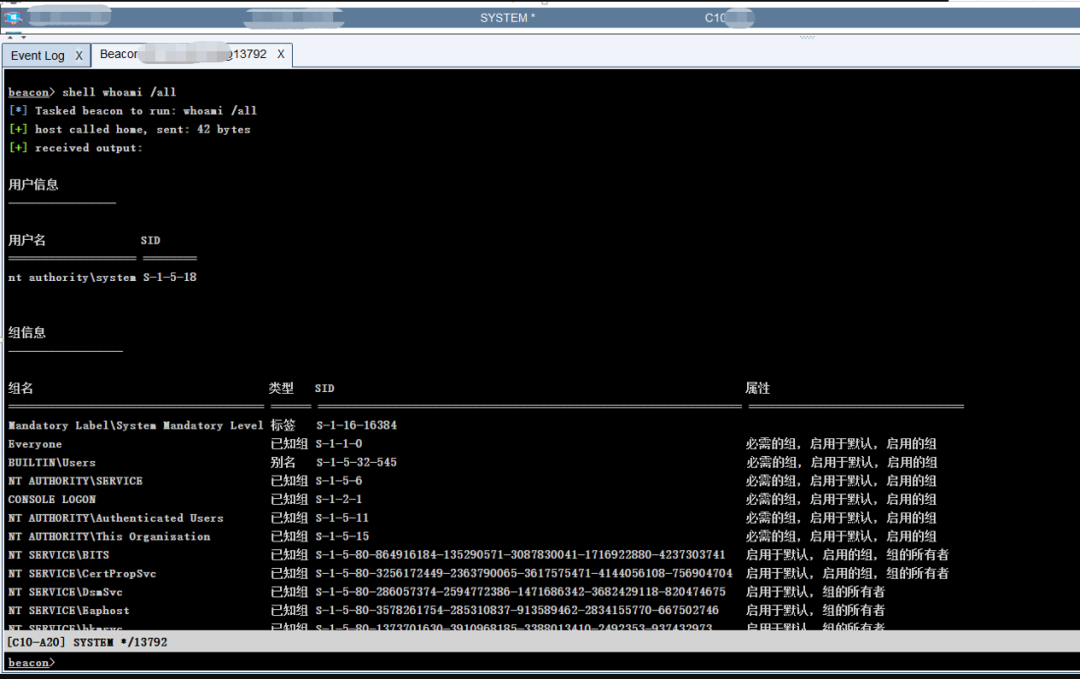 SYSTEM * C10
Event Log X Beacon @13792 X
beacon> shell whoami /all
[*] Tasked beacon to run: whoami /all
[+] host called home, sent: 42 bytes
[+] received output:
用户信息
用户名 SID
nt authority\system S-1-5-18
组信息
组名 类型 SID 属性
Mandatory Label\System Mandatory Level 标签 S-1-16-16384
Everyone 已知组 S-1-1-0 必需的组, 启用于默认, 启用的组
BUILTIN\Users 别名 S-1-5-32-545 必需的组, 启用于默认, 启用的组
NT AUTHORITY\SERVICE 已知组 S-1-5-6 必需的组, 启用于默认, 启用的组
CONSOLE LOGON 已知组 S-1-2-1 必需的组, 启用于默认, 启用的组
NT AUTHORITY\Authenticated Users 已知组 S-1-5-11 必需的组, 启用于默认, 启用的组
NT AUTHORITY\This Organization 已知组 S-1-5-15 必需的组, 启用于默认, 启用的组
NT SERVICE\BITS 已知组 S-1-5-80-864916184-135290571-3087830041-1716922880-4237303741 启用于默认, 启用的组, 组的所有者
NT SERVICE\CertPropSvc 已知组 S-1-5-80-3256172449-2363790065-3617575471-4144056108-756904704 启用于默认, 启用的组, 组的所有者
NT SERVICE\DsmSvc 已知组 S-1-5-80-286057374-2594772386-1471686342-3682429118-820474675 启用于默认, 组的所有者
NT SERVICE\Eaphost 已知组 S-1-5-80-3578261754-285310837-913589462-2834155770-667502746 启用于默认, 组的所有者
NT SERVICE\hkmsvc 已知组 S-1-5-80-1373701630-3910968185-3388013410-2492353-937432973 启用于默认, 组的所有者
[C10-A20] SYSTEM */13792
beacon>